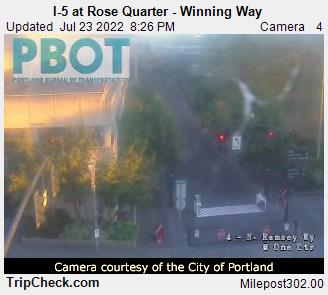 I-5 at Rose Quarter - Winning Way
Updated Jul 23 2022 8:26 PM Camera 4
PBOT
PORTLAND BUREAU OF TRANSPORTATION
4 - N. Ramsey Wy
@ One Ctr
Camera courtesy of the City of Portland
TripCheck.com Milepost302.00